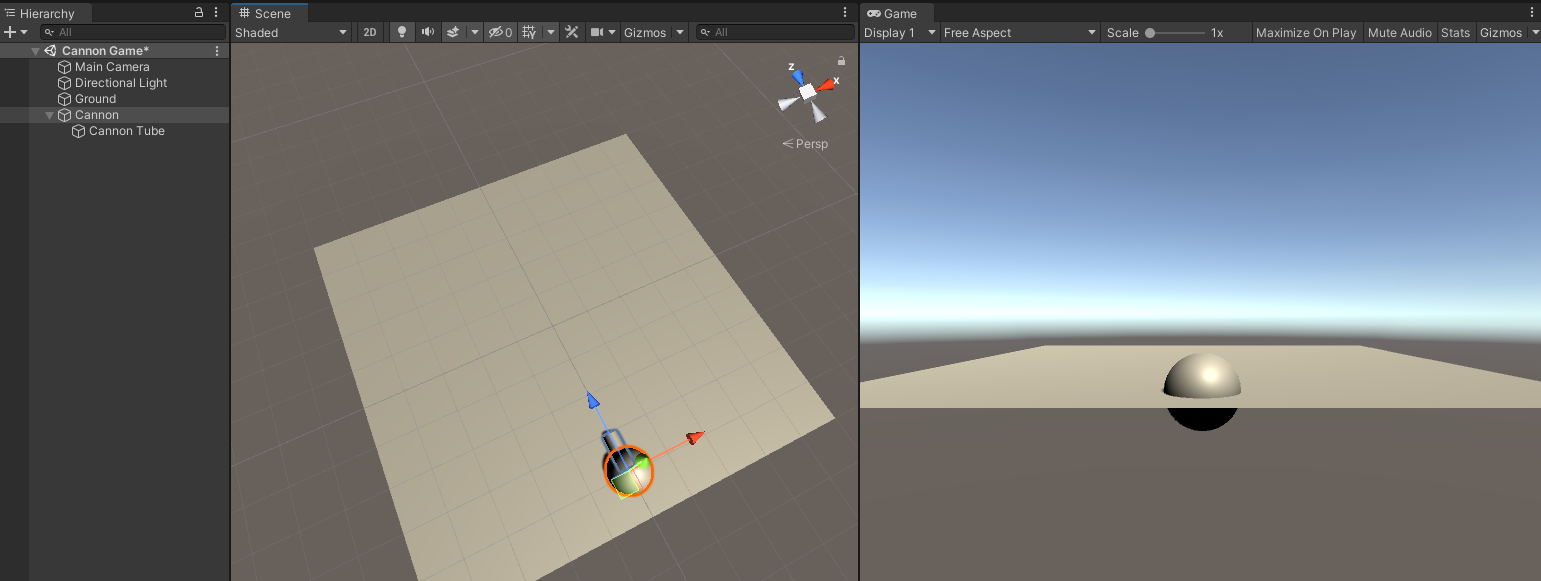 Hierarchy
All
Cannon Game*
Main Camera
Directional Light
Ground
Cannon
Cannon Tube
Scene
Shaded 2D 0 Gizmos All
z
x
Persp
Game
Display 1 Free Aspect Scale 1x Maximize On Play Mute Audio Stats Gizmos